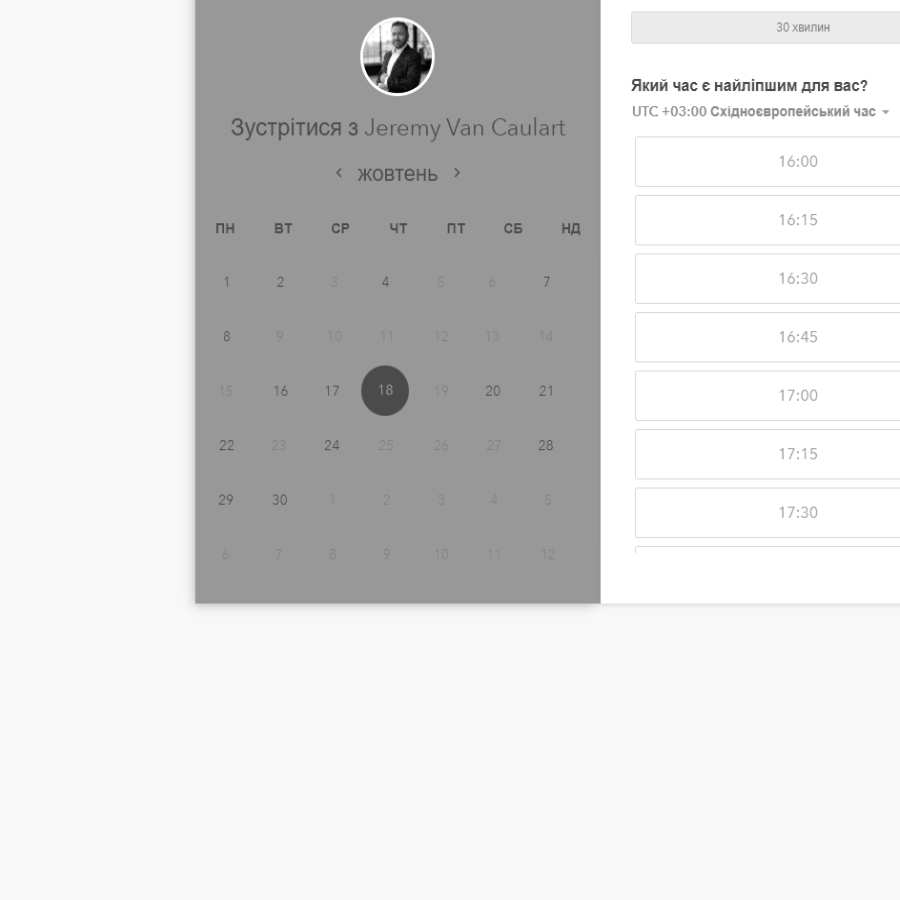 Зустрітися з Jeremy Van Caulart
жовтень
ПН ВТ СР ЧТ ПТ СБ НД
1 2 3 4 5 6 7
8 9 10 11 12 13 14
15 16 17 18 19 20 21
22 23 24 25 26 27 28
29 30 1 2 3 4 5
6 7 8 9 10 11 12
30 хвилин
Який час є найліпшим для вас?
UTC +03:00 Східноєвропейський час
16:00
16:15
16:30
16:45
17:00
17:15
17:30